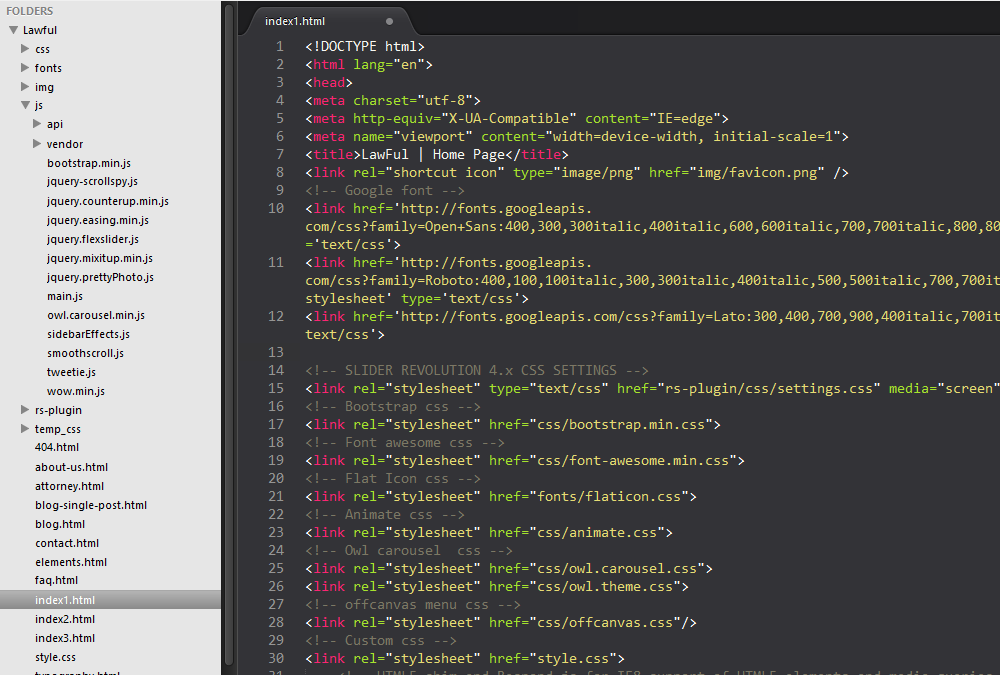 FOLDERS
Lawful
css
fonts
img
js
api
vendor
bootstrap.min.js
jquery-scrollspy.js
jquery.counterup.min.js
jquery.easing.min.js
jquery.flexslider.js
jquery.mixitup.min.js
jquery.prettyPhoto.js
main.js
owl.carousel.min.js
sidebarEffects.js
smoothscroll.js
tweetie.js
wow.min.js
rs-plugin
temp_css
404.html
about-us.html
attorney.html
blog-single-post.html
blog.html
contact.html
elements.html
faq.html
index1.html
index2.html
index3.html
style.css
typography.html
index1.html
1 <!DOCTYPE html>
2 <html lang="en">
3 <head>
4 <meta charset="utf-8">
5 <meta http-equiv="X-UA-Compatible" content="IE=edge">
6 <meta name="viewport" content="width=device-width, initial-scale=1">
7 <title>LawFul | Home Page</title>
8 <link rel="shortcut icon" type="image/png" href="img/favicon.png" />
9 <!-- Google font -->
10 <link href='http://fonts.googleapis.
com/css?family=Open+Sans:400,300,300italic,400italic,600,600italic,700,700italic,800,80
='text/css'>
11 <link href='http://fonts.googleapis.
com/css?family=Roboto:400,100,100italic,300,300italic,400italic,500,500italic,700,700it
stylesheet' type='text/css'>
12 <link href='http://fonts.googleapis.com/css?family=Lato:300,400,700,900,400italic,700it
text/css'>
13
14 <!-- SLIDER REVOLUTION 4.x CSS SETTINGS -->
15 <link rel="stylesheet" type="text/css" href="rs-plugin/css/settings.css" media="screen"
16 <!-- Bootstrap css -->
17 <link rel="stylesheet" href="css/bootstrap.min.css">
18 <!-- Font awesome css -->
19 <link rel="stylesheet" href="css/font-awesome.min.css">
20 <!-- Flat Icon css -->
21 <link rel="stylesheet" href="fonts/flaticon.css">
22 <!-- Animate css -->
23 <link rel="stylesheet" href="css/animate.css">
24 <!-- Owl carousel  css -->
25 <link rel="stylesheet" href="css/owl.carousel.css">
26 <link rel="stylesheet" href="css/owl.theme.css">
27 <!-- offcanvas menu css -->
28 <link rel="stylesheet" href="css/offcanvas.css"/>
29 <!-- Custom css -->
30 <link rel="stylesheet" href="style.css">